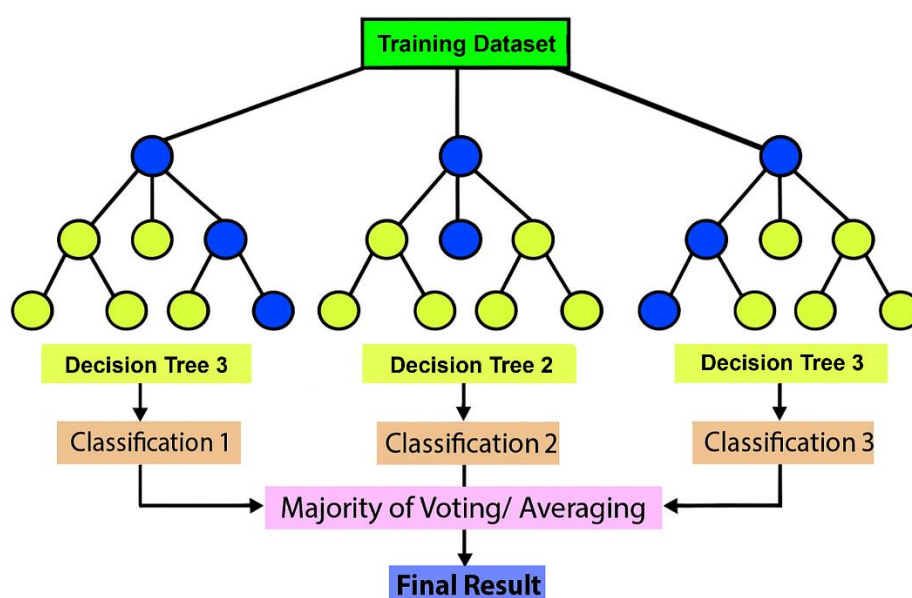 Training Dataset
Decision Tree 3
Decision Tree 2
Decision Tree 3
Classification 1
Classification 2
Classification 3
Majority of Voting/ Averaging
Final Result